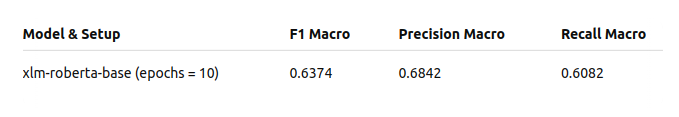 Model & Setup F1 Macro Precision Macro Recall Macro
xlm-roberta-base (epochs = 10) 0.6374 0.6842 0.6082